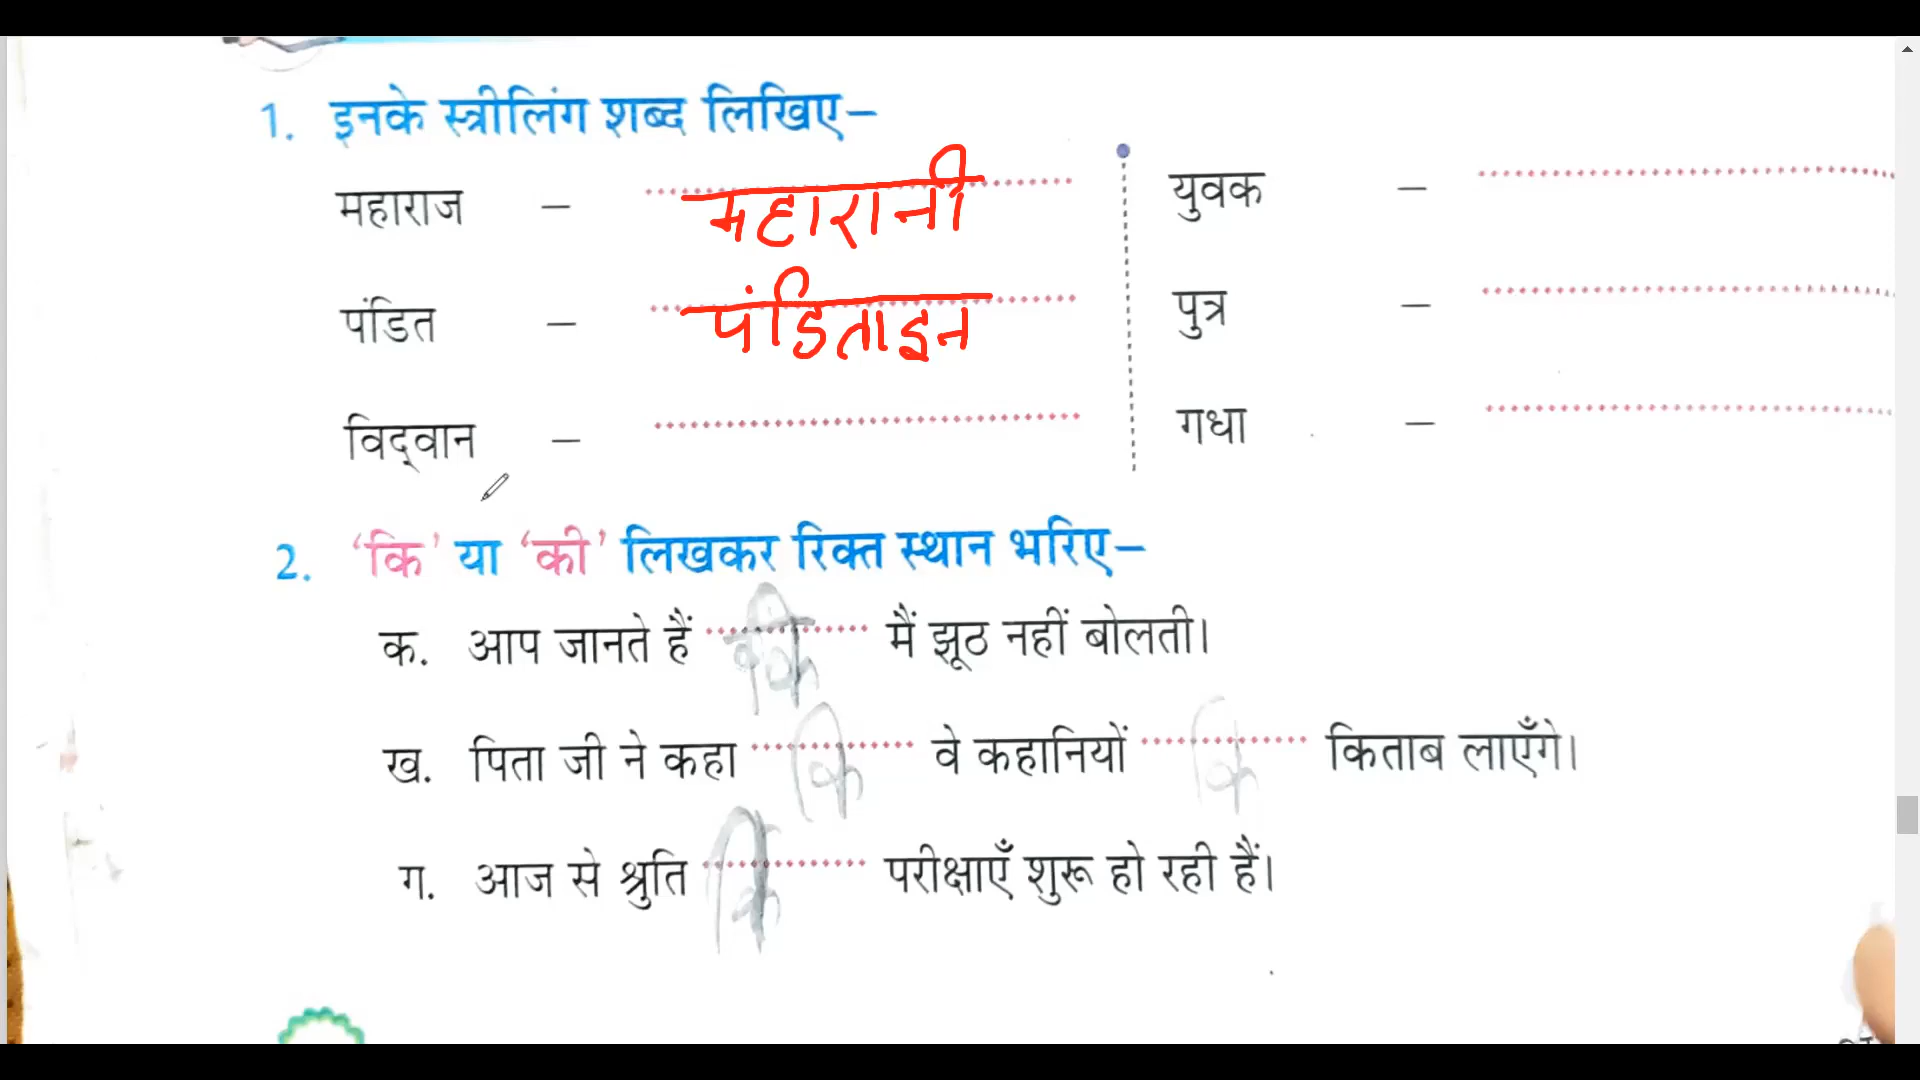 1. इनके स्त्रीलिंग शब्द लिखिए–
महाराज – महारानी
पंडित – पंडिताइन
विद्‌वान –
युवक –
पुत्र –
गधा –
2. ‘कि’ या ‘की’ लिखकर रिक्त स्थान भरिए–
क. आप जानते हैं कि मैं झूठ नहीं बोलती।
ख. पिता जी ने कहा कि वे कहानियों कि किताब लाएँगे।
ग. आज से श्रुति कि परीक्षाएँ शुरू हो रही हैं।